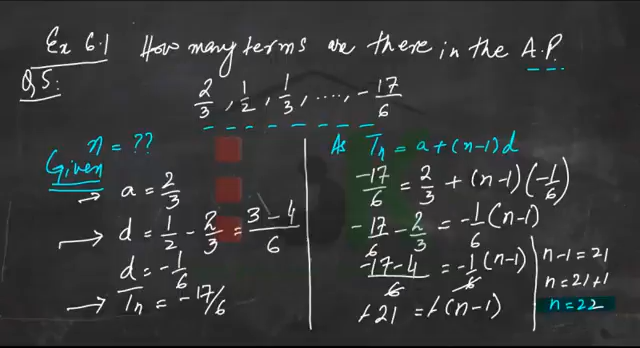 Ex 6.1 How many terms are there in the A.P.
Q5:
2/3, 1/2, 1/3, ...., -17/6
n = ??
Given
→ a = 2/3
→ d = 1/2 - 2/3 = (3-4)/6
d = -1/6
→ Tn = -17/6
As Tn = a + (n-1)d
-17/6 = 2/3 + (n-1)(-1/6)
-17/6 - 2/3 = -1/6 (n-1)
(-17-4)/6 = -1/6 (n-1)
+21 = +(n-1)
n-1 = 21
n = 21+1
n = 22